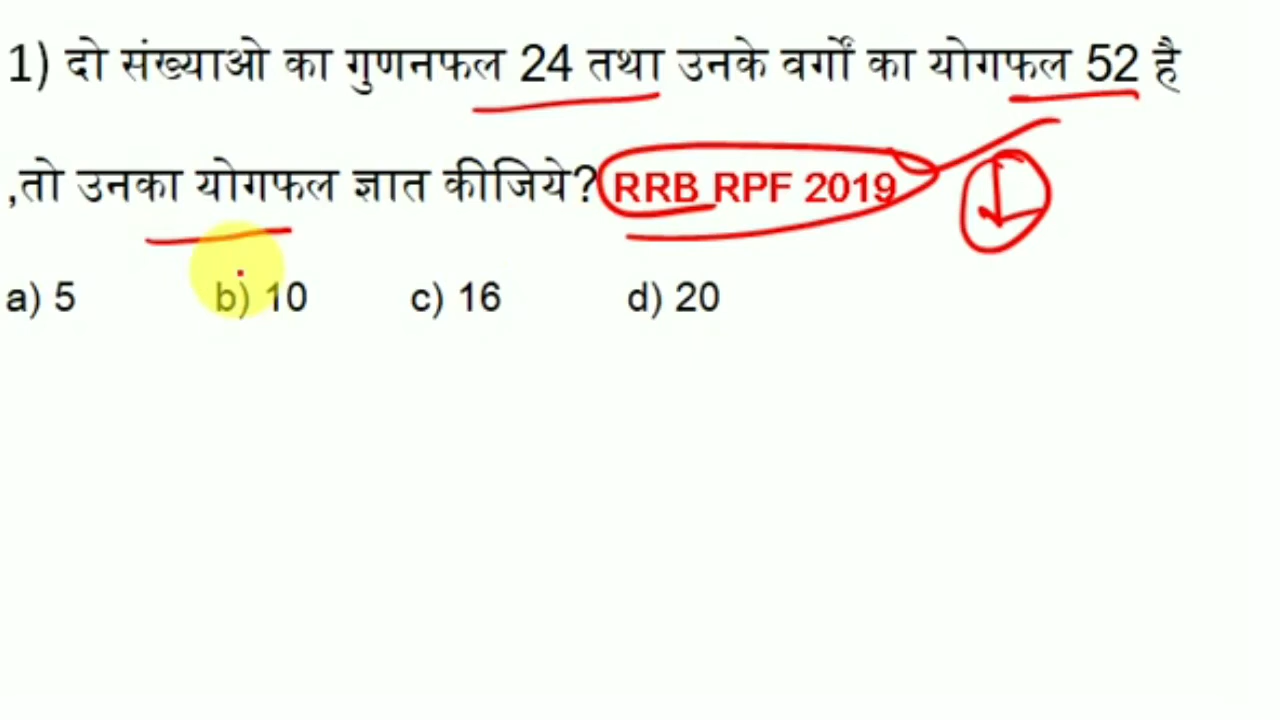 1) दो संख्याओ का गुणनफल 24 तथा उनके वर्गों का योगफल 52 है
,तो उनका योगफल ज्ञात कीजिये? RRB RPF 2019
a) 5 b) 10 c) 16 d) 20